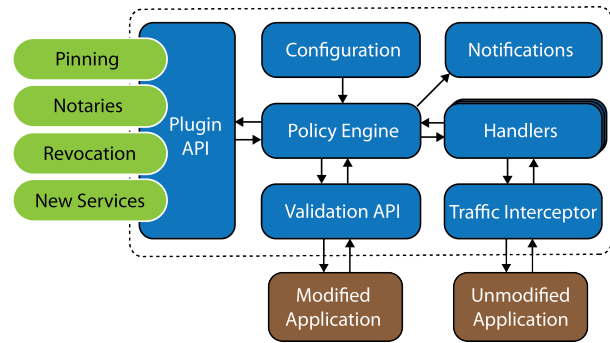 Pinning
Notaries
Revocation
New Services
Plugin
API
Configuration
Notifications
Policy Engine
Handlers
Validation API
Traffic Interceptor
Modified
Application
Unmodified
Application